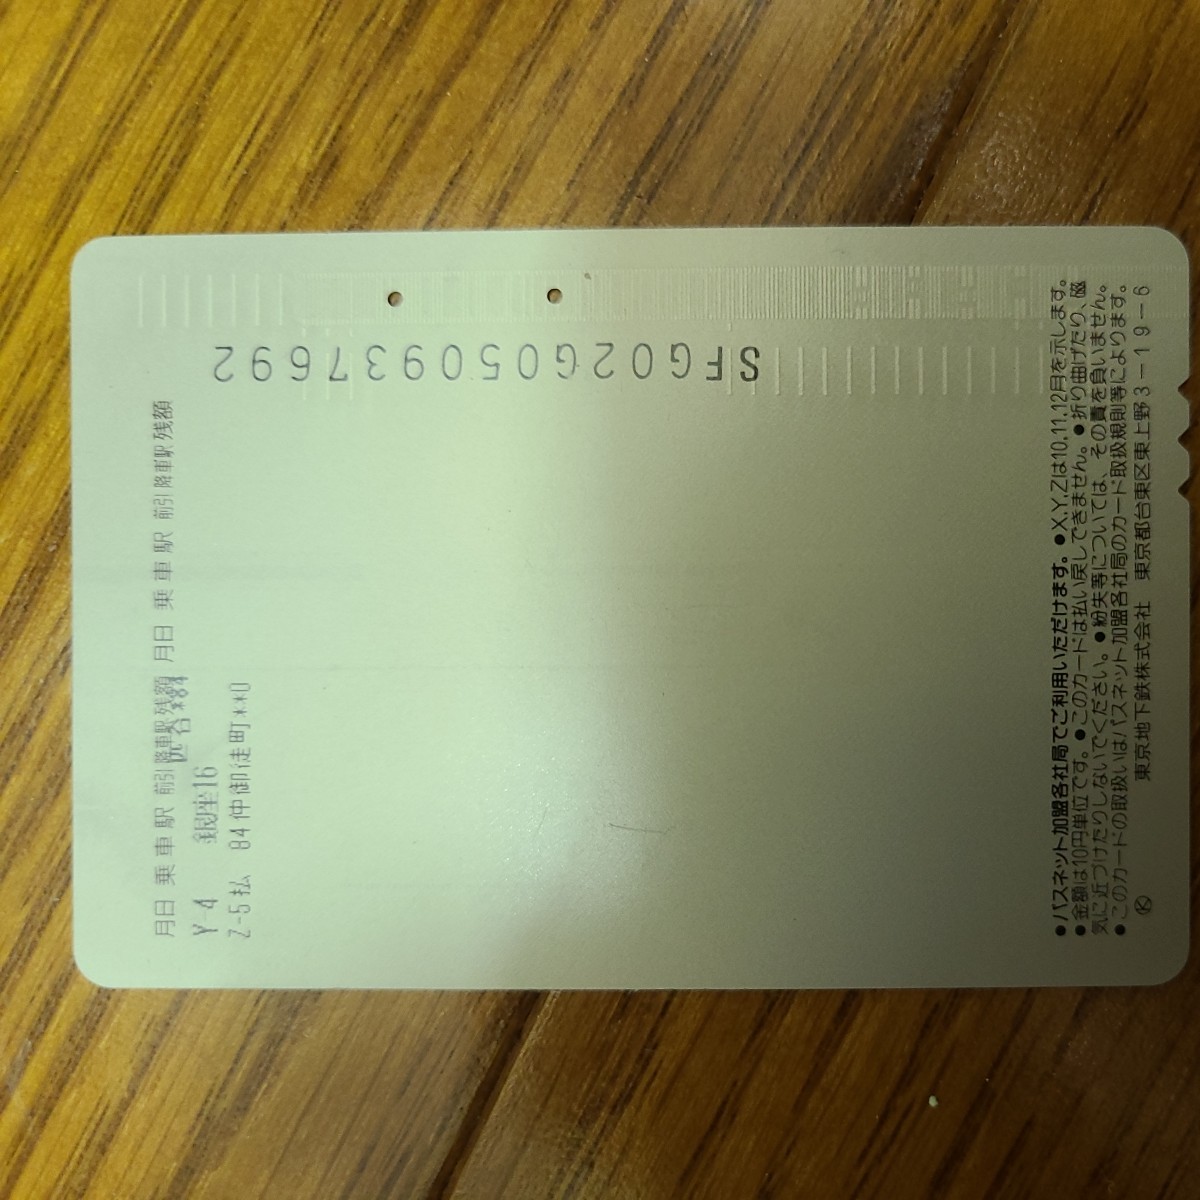 月日 乗車駅 前引 降車駅 残額 月日 乗車駅 前引 降車駅 残額
Y-4 銀座16
Z-5払 84仲御徒町**0
SFG02G050937692
●パスネット加盟各社局でご利用いただけます。●X,Y,Zは10,11,12月を示します。
●金額は10円単位です。●このカードは払い戻しできません。●折り曲げたり、磁
気に近づけたりしないでください。●紛失等については、その責を負いません。
●このカードの取扱いはパスネット加盟各社局のカード取扱規則等によります。
Ⓚ 東京地下鉄株式会社 東京都台東区東上野3-19-6